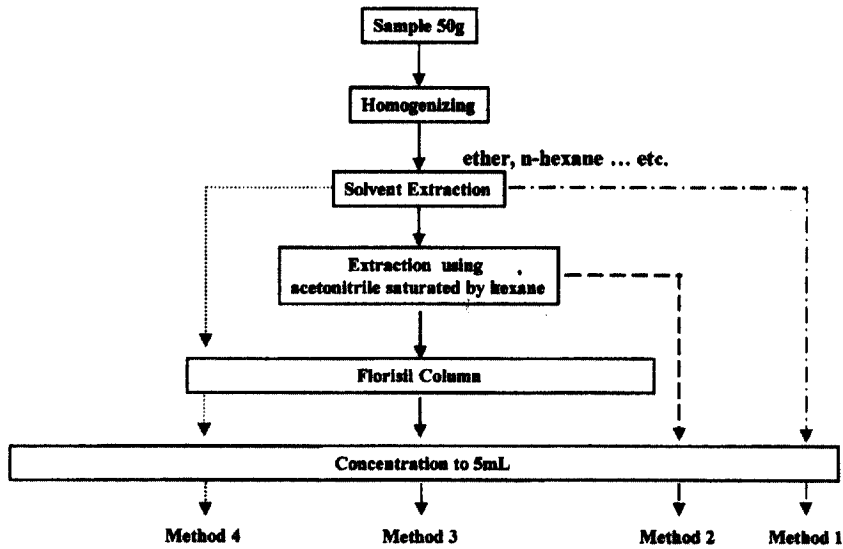 Sample 50g
Homogenizing
ether, n-hexane ... etc.
Solvent Extraction
Extraction using
acetonitrile saturated by hexane
Florisil Column
Concentration to 5mL
Method 4
Method 3
Method 2
Method 1